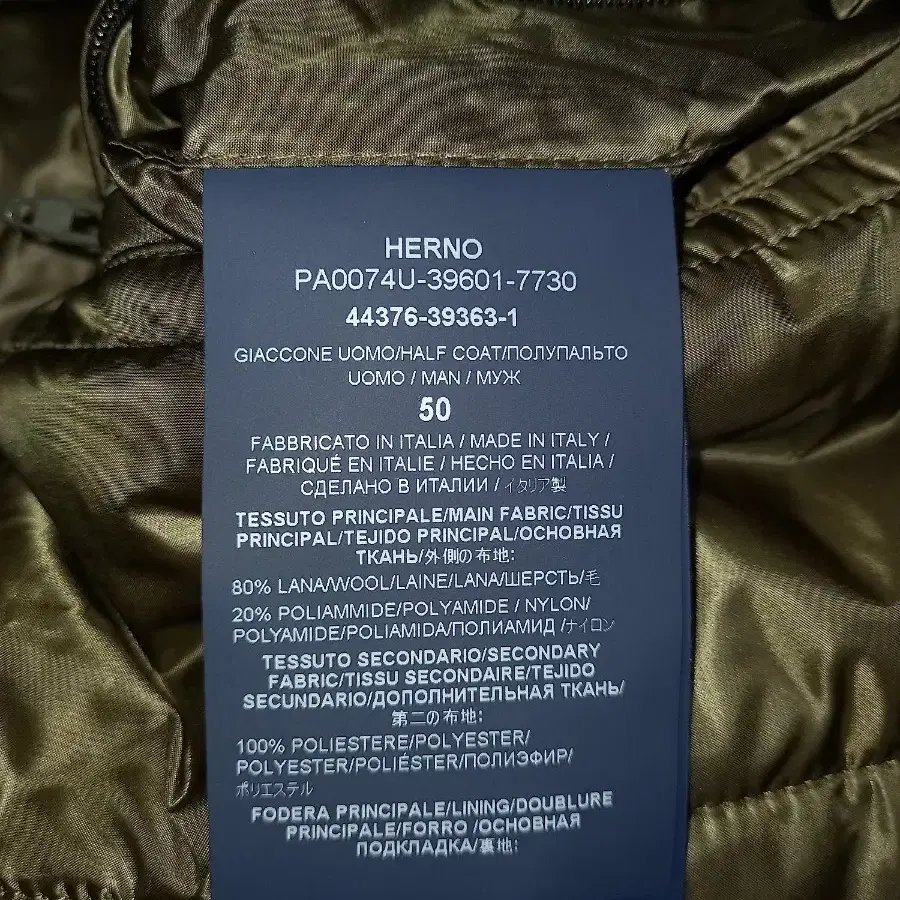 HERNO
PA0074U-39601-7730
44376-39363-1
GIACCONE UOMO/HALF COAT/ПОЛУПАЛЬТО
UOMO / MAN / МУЖ
50
FABBRICATO IN ITALIA / MADE IN ITALY /
FABRIQUÉ EN ITALIE / HECHO EN ITALIA /
СДЕЛАНО В ИТАЛИИ / イタリア製
TESSUTO PRINCIPALE/MAIN FABRIC/TISSU
PRINCIPAL/TEJIDO PRINCIPAL/ОСНОВНАЯ
ТКАНЬ/外側の布地:
80% LANA/WOOL/LAINE/LANA/ШЕРСТЬ/毛
20% POLIAMMIDE/POLYAMIDE / NYLON/
POLYAMIDE/POLIAMIDA/ПОЛИАМИД /ナイロン
TESSUTO SECONDARIO/SECONDARY
FABRIC/TISSU SECONDAIRE/TEJIDO
SECUNDARIO/ДОПОЛНИТЕЛЬНАЯ ТКАНЬ/
第二の布地:
100% POLIESTERE/POLYESTER/
POLYESTER/POLIÉSTER/ПОЛИЭФИР/
ポリエステル
FODERA PRINCIPALE/LINING/DOUBLURE
PRINCIPALE/FORRO /ОСНОВНАЯ
ПОДКЛАДКА/裏地: